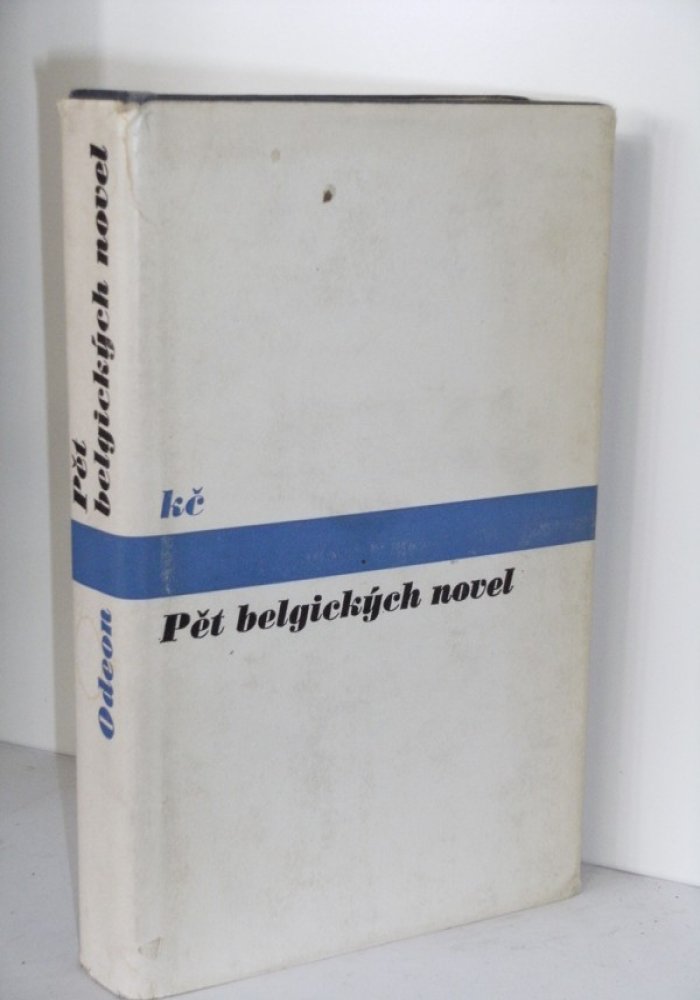 Pět
belgických novel
Odeon
kč
Pět belgických novel